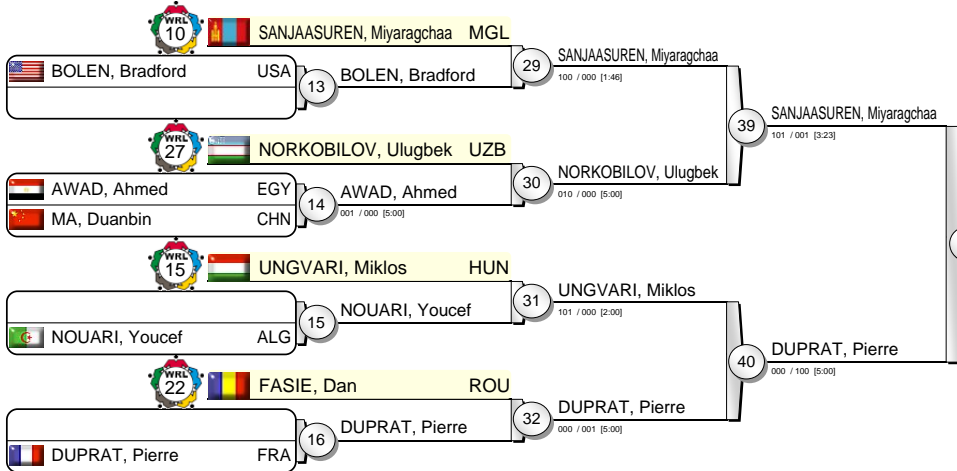 WRL
10
SANJAASUREN, Miyaragchaa MGL
BOLEN, Bradford USA
13
BOLEN, Bradford
29
SANJAASUREN, Miyaragchaa
100 / 000 [1:46]
39
SANJAASUREN, Miyaragchaa
101 / 001 [3:23]
WRL
27
NORKOBILOV, Ulugbek UZB
AWAD, Ahmed EGY
MA, Duanbin CHN
14
AWAD, Ahmed
001 / 000 [5:00]
30
NORKOBILOV, Ulugbek
010 / 000 [5:00]
WRL
15
UNGVARI, Miklos HUN
NOUARI, Youcef ALG
15
NOUARI, Youcef
31
UNGVARI, Miklos
101 / 000 [2:00]
40
DUPRAT, Pierre
000 / 100 [5:00]
WRL
22
FASIE, Dan ROU
DUPRAT, Pierre FRA
16
DUPRAT, Pierre
32
DUPRAT, Pierre
000 / 001 [5:00]